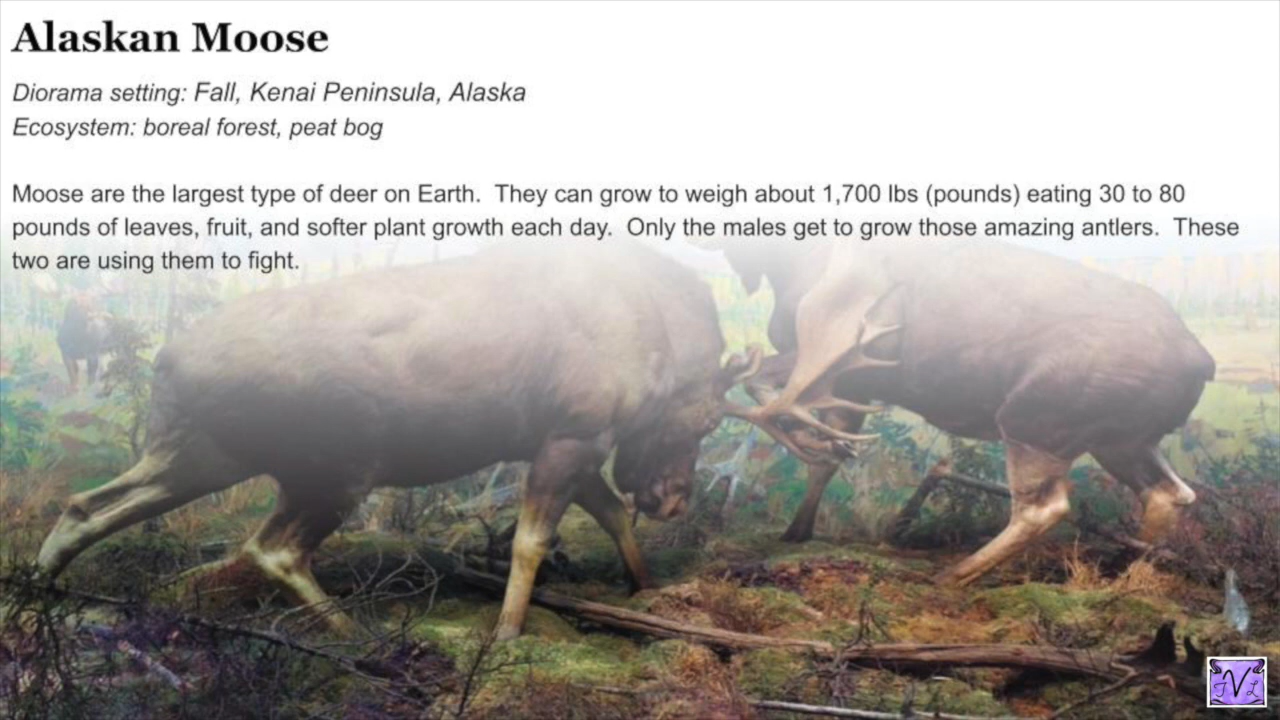 Alaskan Moose
Diorama setting: Fall, Kenai Peninsula, Alaska
Ecosystem: boreal forest, peat bog
Moose are the largest type of deer on Earth.  They can grow to weigh about 1,700 lbs (pounds) eating 30 to 80
pounds of leaves, fruit, and softer plant growth each day.  Only the males get to grow those amazing antlers.  These
two are using them to fight.
TVL